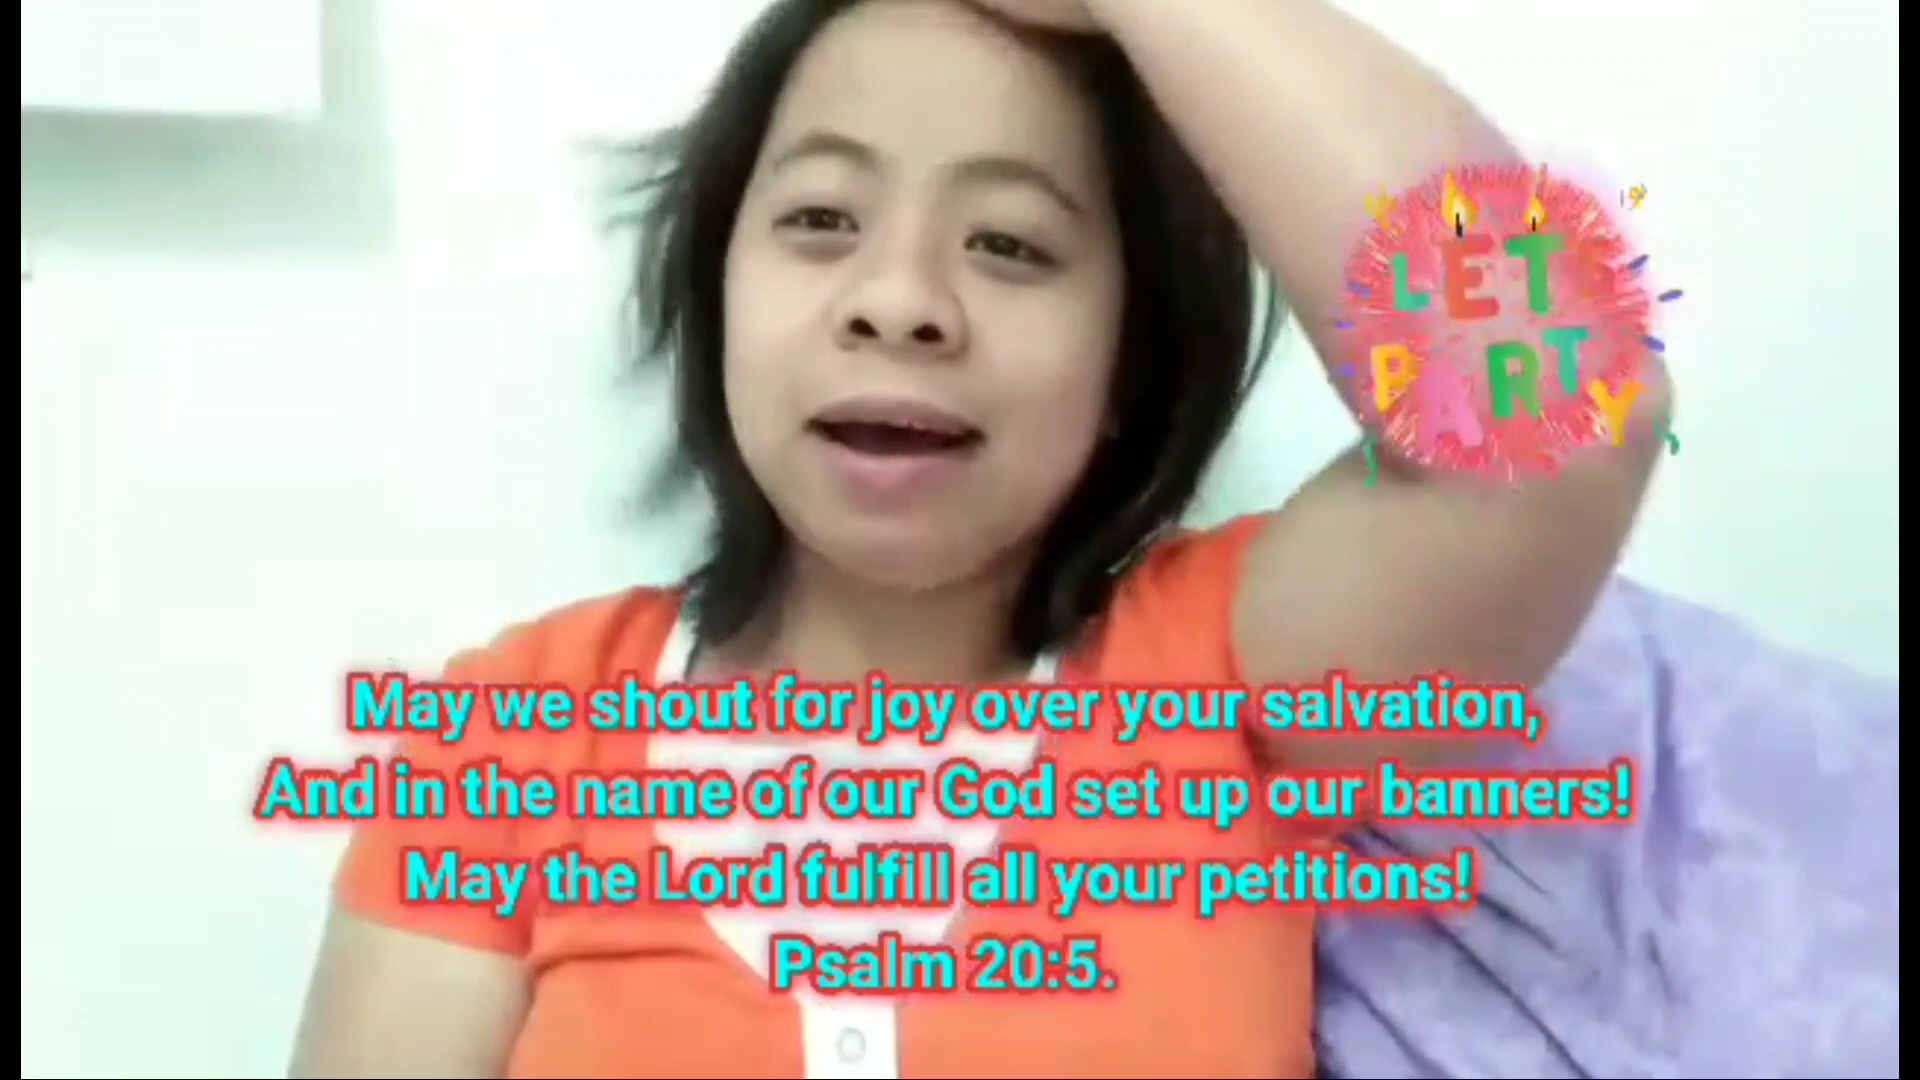 LETS
PARTY
May we shout for joy over your salvation,
And in the name of our God set up our banners!
May the Lord fulfill all your petitions!
Psalm 20:5.